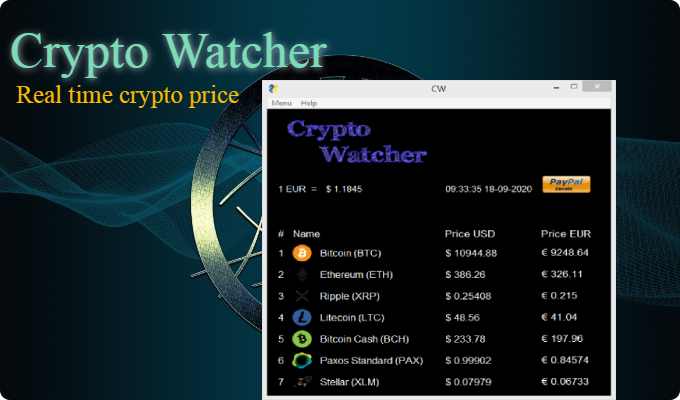 Crypto Watcher
Real time crypto price
CW
Menu Help
Crypto
Watcher
1 EUR = $ 1.1845 09:33:35 18-09-2020 PayPal
Donate
# Name Price USD Price EUR
1 Bitcoin (BTC) $ 10944.88 € 9248.64
2 Ethereum (ETH) $ 386.26 € 326.11
3 Ripple (XRP) $ 0.25408 € 0.215
4 Litecoin (LTC) $ 48.56 € 41.04
5 Bitcoin Cash (BCH) $ 233.78 € 197.96
6 Paxos Standard (PAX) $ 0.99902 € 0.84574
7 Stellar (XLM) $ 0.07979 € 0.06733